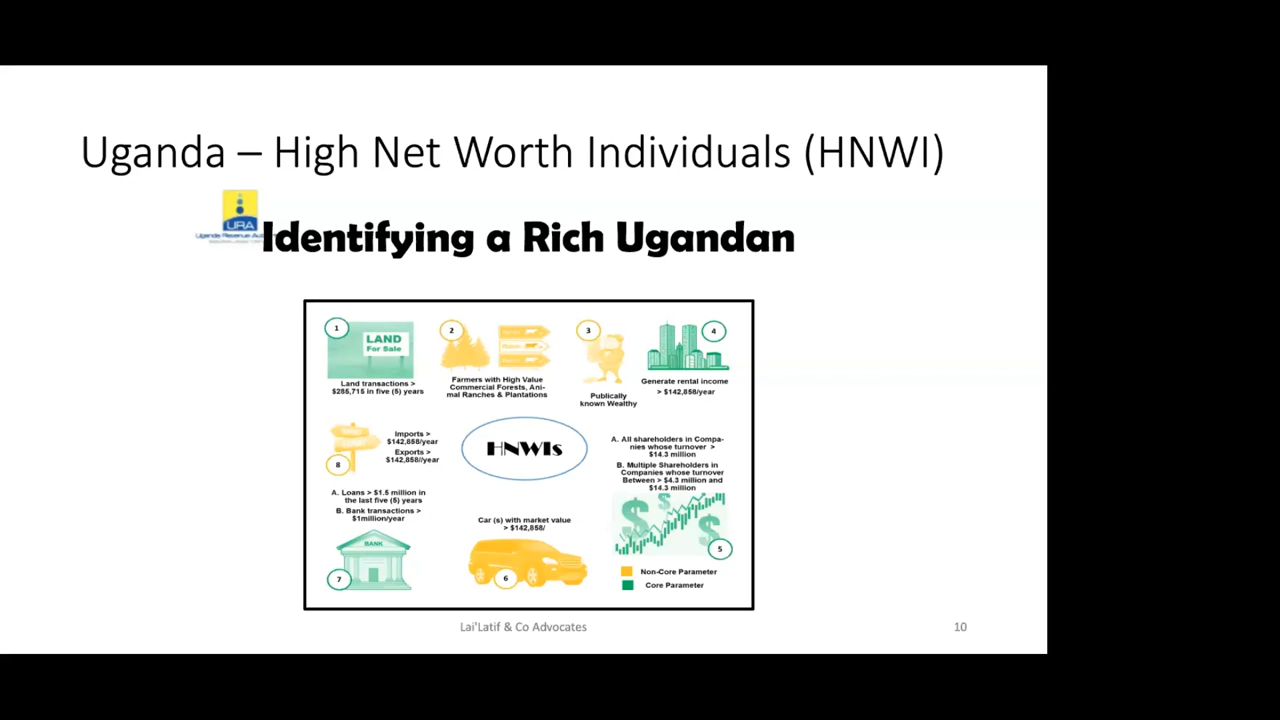 Uganda – High Net Worth Individuals (HNWI)
URA
Identifying a Rich Ugandan
1
LAND
For Sale
Land transactions >
$285,715 in five (5) years
2
Farmers with High Value
Commercial Forests, Ani-
mal Ranches & Plantations
3
Publically
known Wealthy
4
Generate rental income
> $142,858/year
Imports >
$142,858/year
Exports >
$142,858//year
8
HNWIs
A. All shareholders in Compa-
nies whose turnover >
$14.3 million
B. Multiple Shareholders in
Companies whose turnover
Between > $4.3 million and
$14.3 million
5
A. Loans > $1.5 million in
the last five (5) years
B. Bank transactions >
$1million/year
BANK
7
Car (s) with market value
> $142,858/
6
Non-Core Parameter
Core Parameter
Lai'Latif & Co Advocates
10